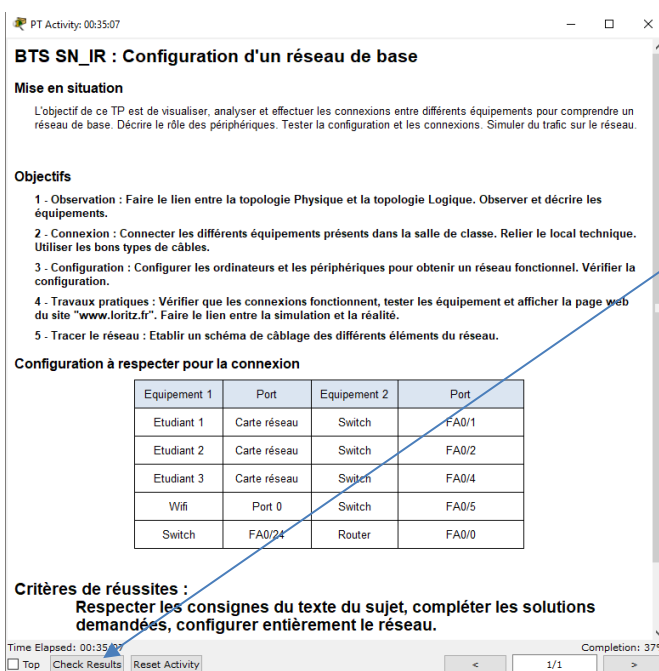 PT Activity: 00:35:07
BTS SN_IR : Configuration d'un réseau de base
Mise en situation
L'objectif de ce TP est de visualiser, analyser et effectuer les connexions entre différents équipements pour comprendre un
réseau de base. Décrire le rôle des périphériques. Tester la configuration et les connexions. Simuler du trafic sur le réseau.
Objectifs
1 - Observation : Faire le lien entre la topologie Physique et la topologie Logique. Observer et décrire les
équipements.
2 - Connexion : Connecter les différents équipements présents dans la salle de classe. Relier le local technique.
Utiliser les bons types de câbles.
3 - Configuration : Configurer les ordinateurs et les périphériques pour obtenir un réseau fonctionnel. Vérifier la
configuration.
4 - Travaux pratiques : Vérifier que les connexions fonctionnent, tester les équipement et afficher la page web
du site "www.loritz.fr". Faire le lien entre la simulation et la réalité.
5 - Tracer le réseau : Etablir un schéma de câblage des différents éléments du réseau.
Configuration à respecter pour la connexion
Equipement 1 Port Equipement 2 Port
Etudiant 1 Carte réseau Switch FA0/1
Etudiant 2 Carte réseau Switch FA0/2
Etudiant 3 Carte réseau Switch FA0/4
Wifi Port 0 Switch FA0/5
Switch FA0/24 Router FA0/0
Critères de réussites :
Respecter les consignes du texte du sujet, compléter les solutions
demandées, configurer entièrement le réseau.
Time Elapsed: 00:35:07 Completion: 37%
Top Check Results Reset Activity < 1/1 >